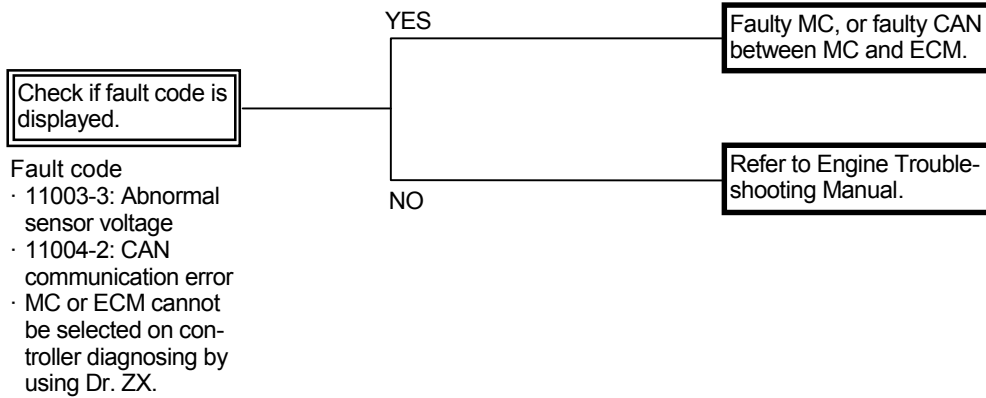 YES
Faulty MC, or faulty CAN
between MC and ECM.
Check if fault code is
displayed.
Fault code
· 11003-3: Abnormal
sensor voltage
· 11004-2: CAN
communication error
· MC or ECM cannot
be selected on con-
troller diagnosing by
using Dr. ZX.
NO
Refer to Engine Trouble-
shooting Manual.